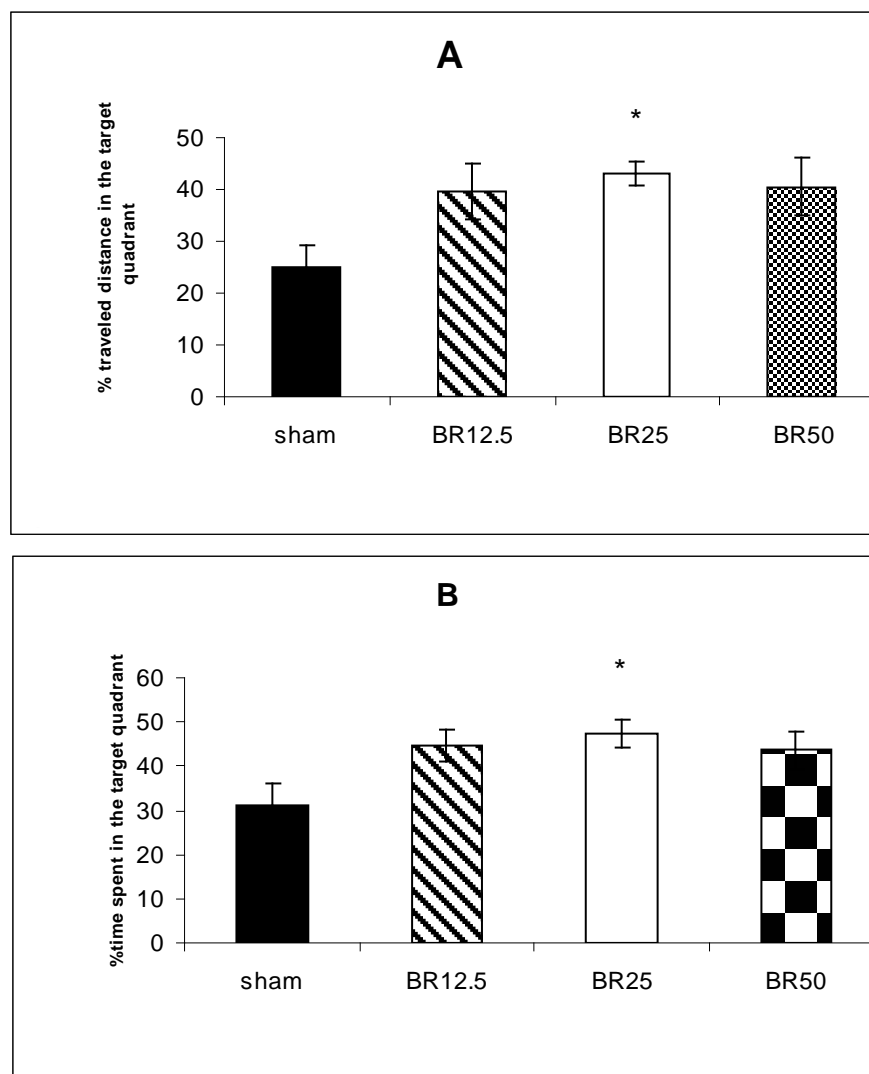 A
*
% traveled distance in the target
quadrant
50
40
30
20
10
0
sham BR12.5 BR25 BR50
B
*
%time spent in the target quadrant
60
50
40
30
20
10
0
sham BR12.5 BR25 BR50